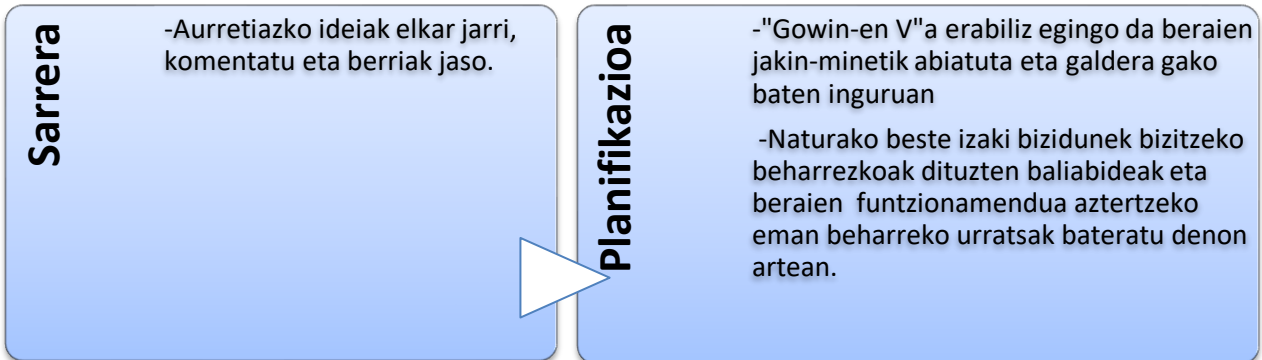 Sarrera
-Aurretiazko ideiak elkar jarri,
komentatu eta berriak jaso.
Planifikazioa
-"Gowin-en V"a erabiliz egingo da beraien
jakin-minetik abiatuta eta galdera gako
baten inguruan
-Naturako beste izaki bizidunek bizitzeko
beharrezkoak dituzten baliabideak eta
beraien funtzionamendua aztertzeko
eman beharreko urratsak bateratu denon
artean.